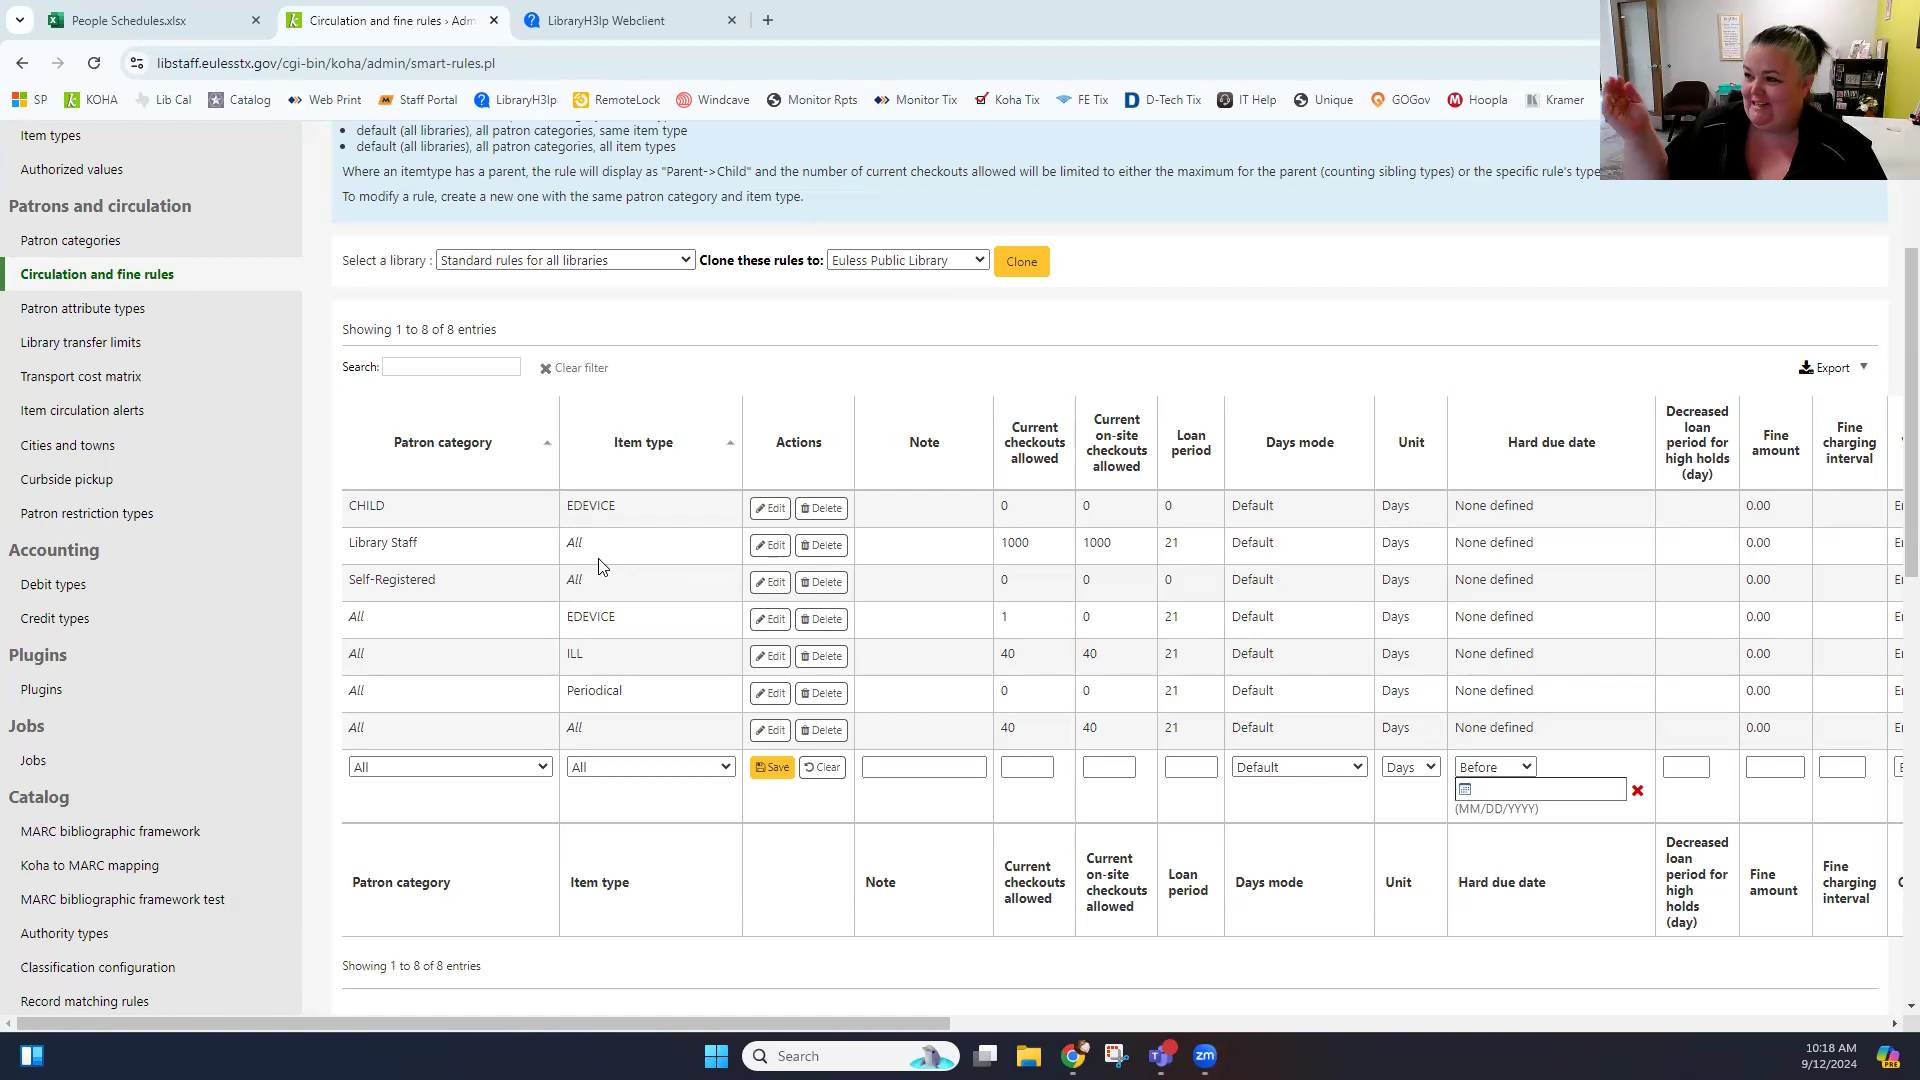 People Schedules.xlsx
Circulation and fine rules › Adm
LibraryH3lp Webclient
libstaff.eulesstx.gov/cgi-bin/koha/admin/smart-rules.pl
SP
KOHA
Lib Cal
Catalog
Web Print
Staff Portal
LibraryH3lp
RemoteLock
Windcave
Monitor Rpts
Monitor Tix
Koha Tix
FE Tix
D-Tech Tix
IT Help
Unique
GOGov
Hoopla
Kramer
Item types
Authorized values
Patrons and circulation
Patron categories
Circulation and fine rules
Patron attribute types
Library transfer limits
Transport cost matrix
Item circulation alerts
Cities and towns
Curbside pickup
Patron restriction types
Accounting
Debit types
Credit types
Plugins
Plugins
Jobs
Jobs
Catalog
MARC bibliographic framework
Koha to MARC mapping
MARC bibliographic framework test
Authority types
Classification configuration
Record matching rules
default (all libraries), all patron categories, same item type
default (all libraries), all patron categories, all item types
Where an itemtype has a parent, the rule will display as "Parent->Child" and the number of current checkouts allowed will be limited to either the maximum for the parent (counting sibling types) or the specific rule's type
To modify a rule, create a new one with the same patron category and item type.
Select a library : Standard rules for all libraries Clone these rules to: Euless Public Library Clone
Showing 1 to 8 of 8 entries
Search: Clear filter Export
Patron category Item type Actions Note Current checkouts allowed Current on-site checkouts allowed Loan period Days mode Unit Hard due date Decreased loan period for high holds (day) Fine amount Fine charging interval
CHILD EDEVICE Edit Delete 0 0 0 Default Days None defined 0.00
Library Staff All Edit Delete 1000 1000 21 Default Days None defined 0.00
Self-Registered All Edit Delete 0 0 0 Default Days None defined 0.00
All EDEVICE Edit Delete 1 0 21 Default Days None defined 0.00
All ILL Edit Delete 40 40 21 Default Days None defined 0.00
All Periodical Edit Delete 0 0 21 Default Days None defined 0.00
All All Edit Delete 40 40 21 Default Days None defined 0.00
All All Save Clear Default Days Before
(MM/DD/YYYY)
Patron category Item type Note Current checkouts allowed Current on-site checkouts allowed Loan period Days mode Unit Hard due date Decreased loan period for high holds (day) Fine amount Fine charging interval
Showing 1 to 8 of 8 entries
Search
zm
10:18 AM
9/12/2024
PRE